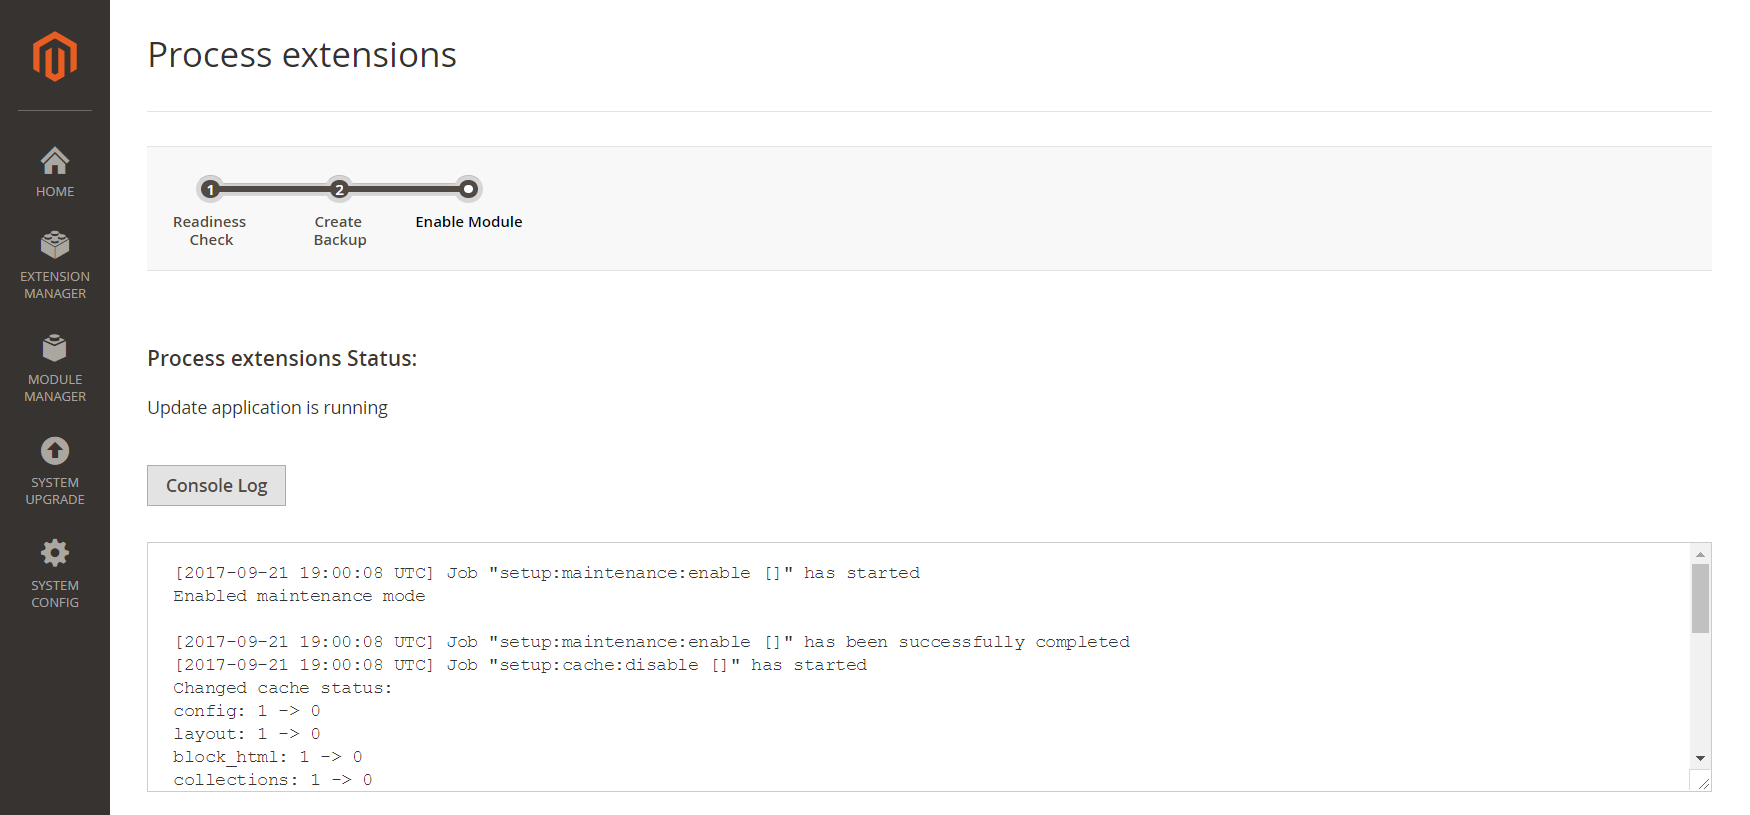 Process extensions
HOME
EXTENSION
MANAGER
MODULE
MANAGER
SYSTEM
UPGRADE
SYSTEM
CONFIG
1
2
Readiness
Check
Create
Backup
Enable Module
Process extensions Status:
Update application is running
Console Log
[2017-09-21 19:00:08 UTC] Job "setup:maintenance:enable []" has started
Enabled maintenance mode
[2017-09-21 19:00:08 UTC] Job "setup:maintenance:enable []" has been successfully completed
[2017-09-21 19:00:08 UTC] Job "setup:cache:disable []" has started
Changed cache status:
config: 1 -> 0
layout: 1 -> 0
block_html: 1 -> 0
collections: 1 -> 0